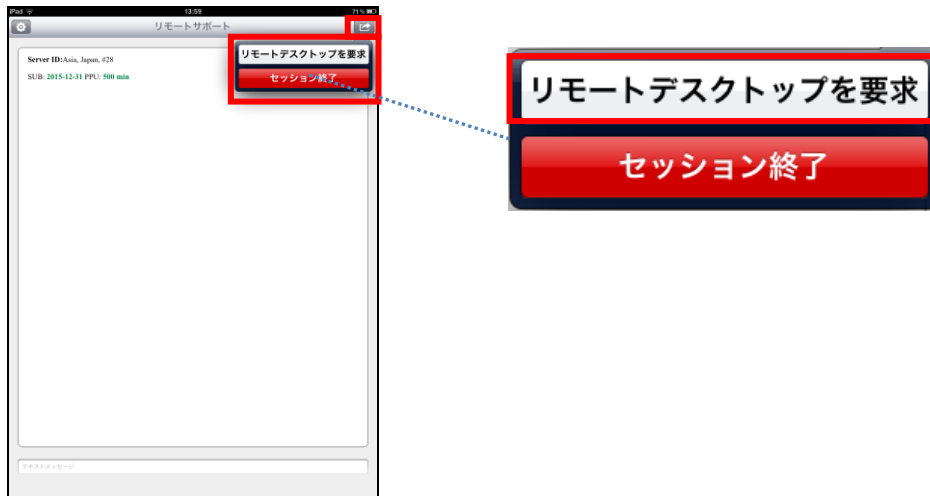 iPad 13:59 71%
リモートサポート
リモートデスクトップを要求
セッション終了
Server ID:Asia, Japan, #28
SUB: 2015-12-31 PPU: 500 min
テキストメッセージ
リモートデスクトップを要求
セッション終了